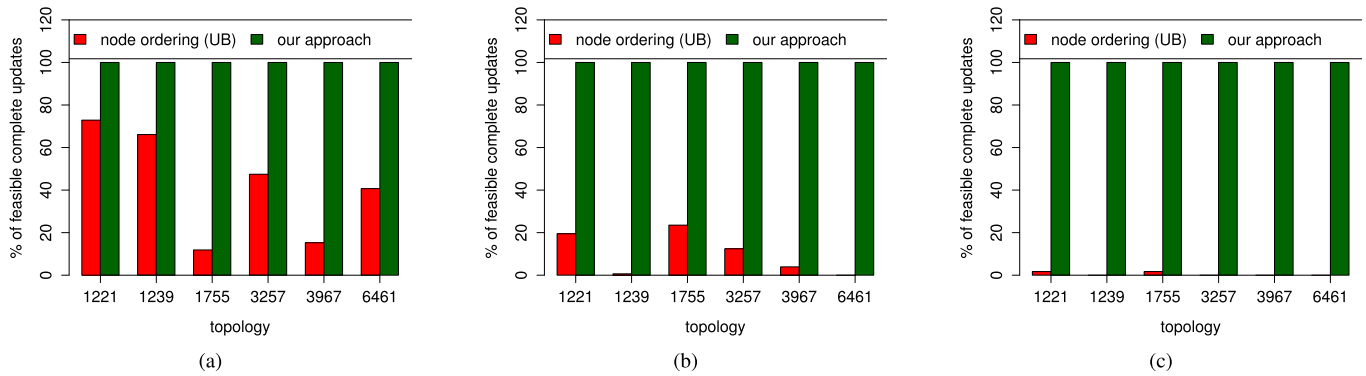 % of feasible complete updates
120
100
80
60
40
20
0
node ordering (UB) our approach
1221 1239 1755 3257 3967 6461
topology
(a)
% of feasible complete updates
120
100
80
60
40
20
0
node ordering (UB) our approach
1221 1239 1755 3257 3967 6461
topology
(b)
% of feasible complete updates
120
100
80
60
40
20
0
node ordering (UB) our approach
1221 1239 1755 3257 3967 6461
topology
(c)